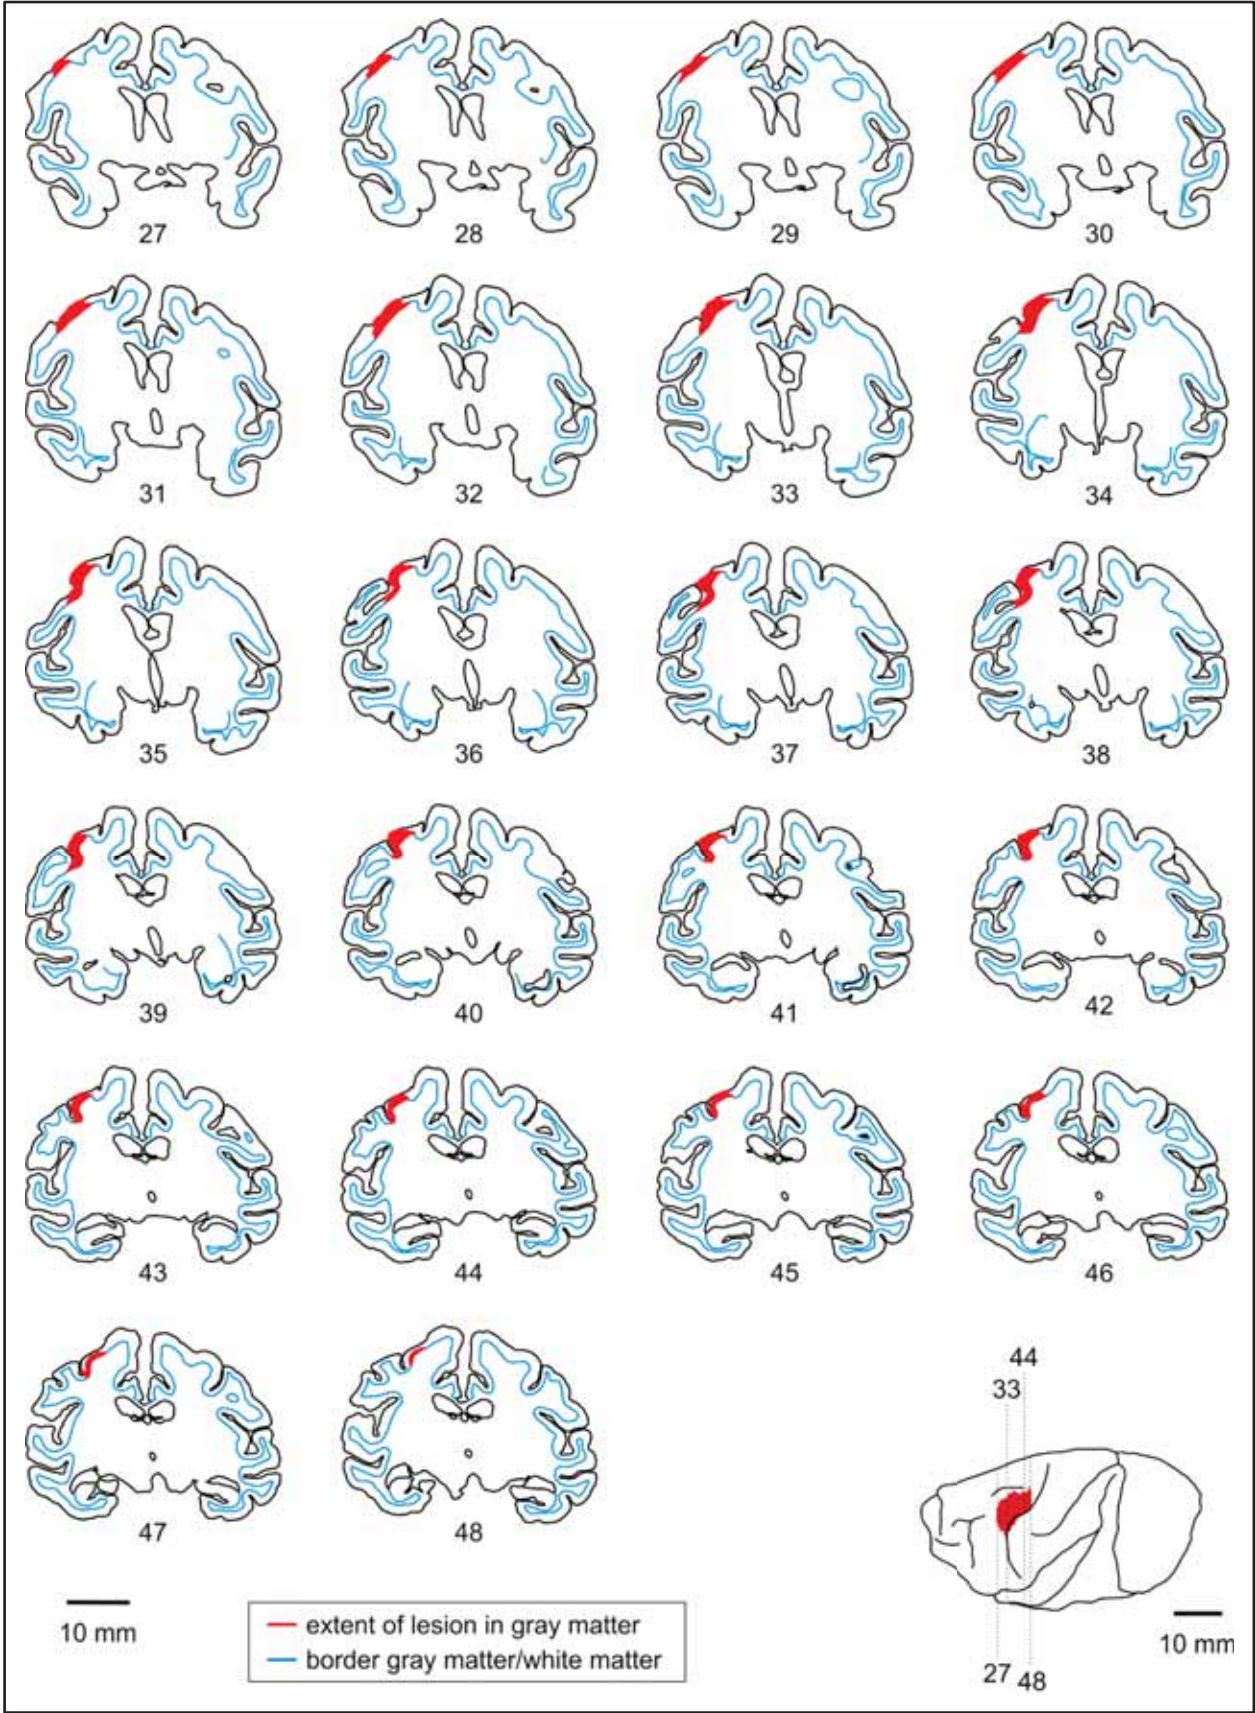 27 28 29 30
31 32 33 34
35 36 37 38
39 40 41 42
43 44 45 46
44
33
47 48
10 mm
extent of lesion in gray matter
border gray matter/white matter
10 mm
27 48